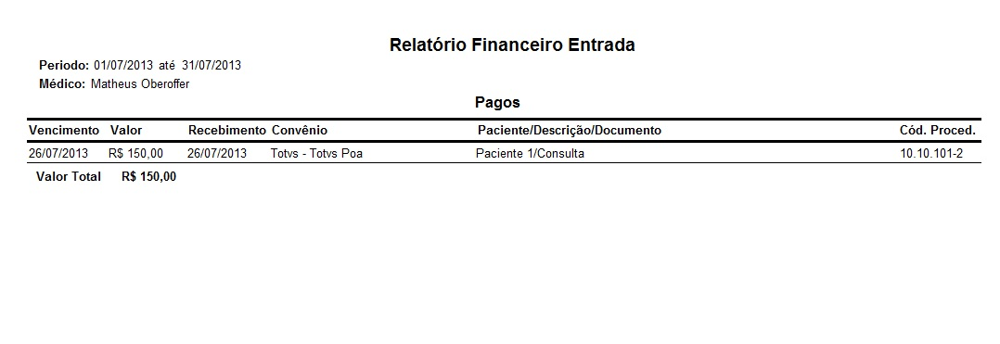 Relatório Financeiro Entrada
Periodo: 01/07/2013 até 31/07/2013
Médico: Matheus Oberoffer
Pagos
Vencimento Valor Recebimento Convênio Paciente/Descrição/Documento Cód. Proced.
26/07/2013 R$ 150,00 26/07/2013 Totvs - Totvs Poa Paciente 1/Consulta 10.10.101-2
Valor Total R$ 150,00